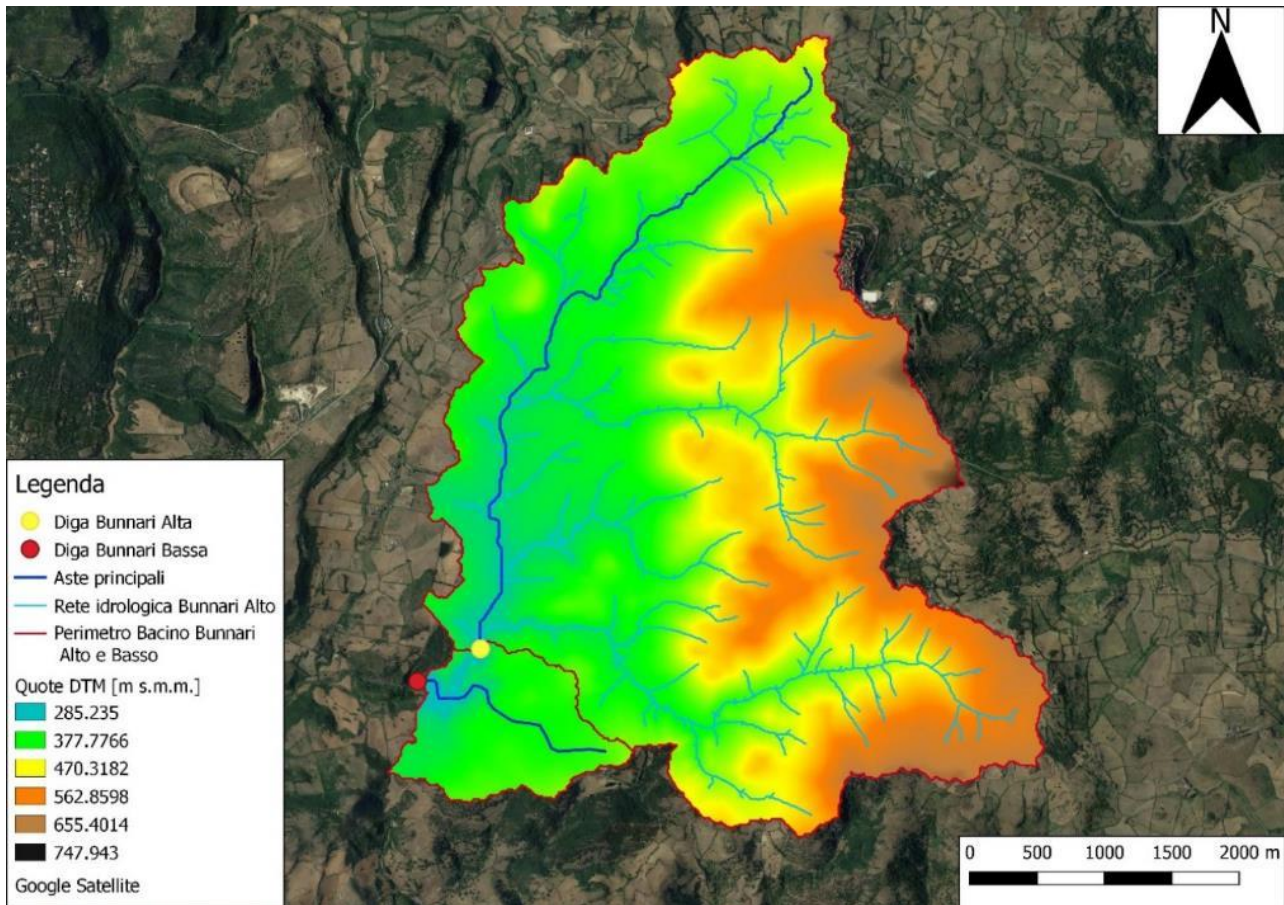 N
Legenda
Diga Bunnari Alta
Diga Bunnari Bassa
Aste principali
Rete idrologica Bunnari Alto
Perimetro Bacino Bunnari
Alto e Basso
Quote DTM [m s.m.m.]
285.235
377.7766
470.3182
562.8598
655.4014
747.943
Google Satellite
0 500 1000 1500 2000 m